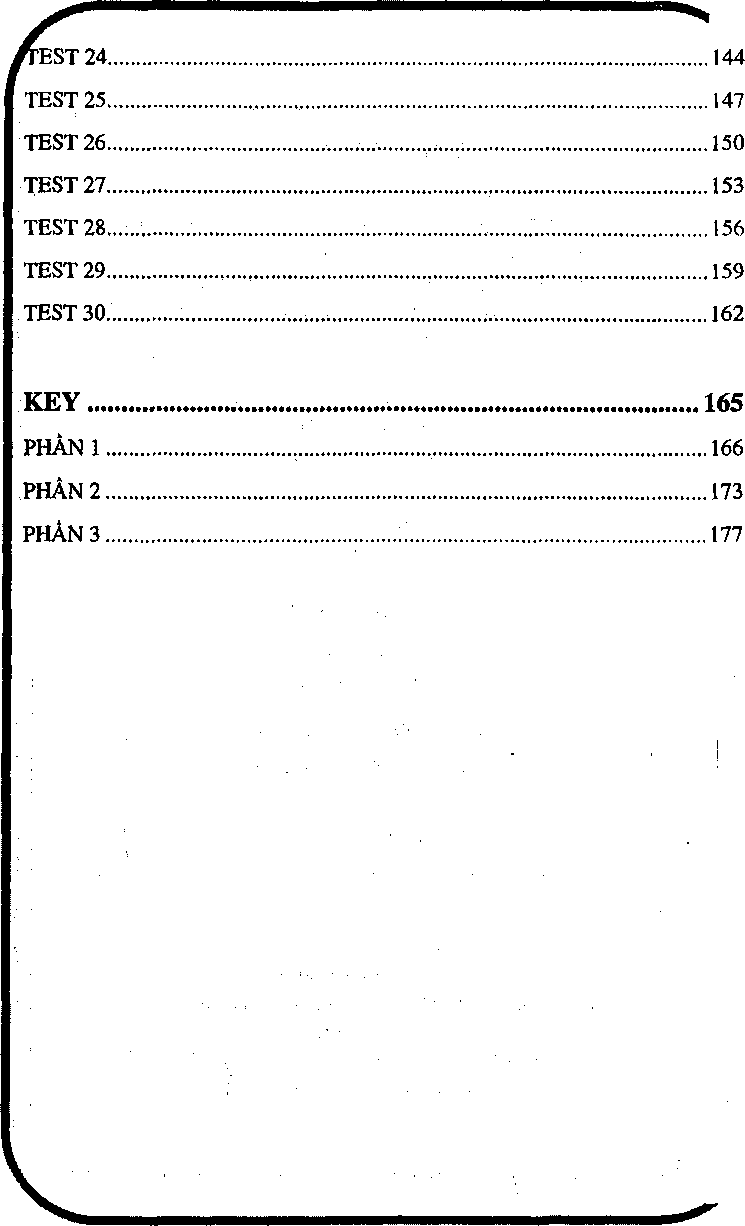 TEST 24 ........................................................ 144
TEST 25 ........................................................ 147
TEST 26 ........................................................ 150
TEST 27 ........................................................ 153
TEST 28 ........................................................ 156
TEST 29 ........................................................ 159
TEST 30 ........................................................ 162
KEY ........................................................ 165
PHẦN 1 ........................................................ 166
PHẦN 2 ........................................................ 173
PHẦN 3 ........................................................ 177